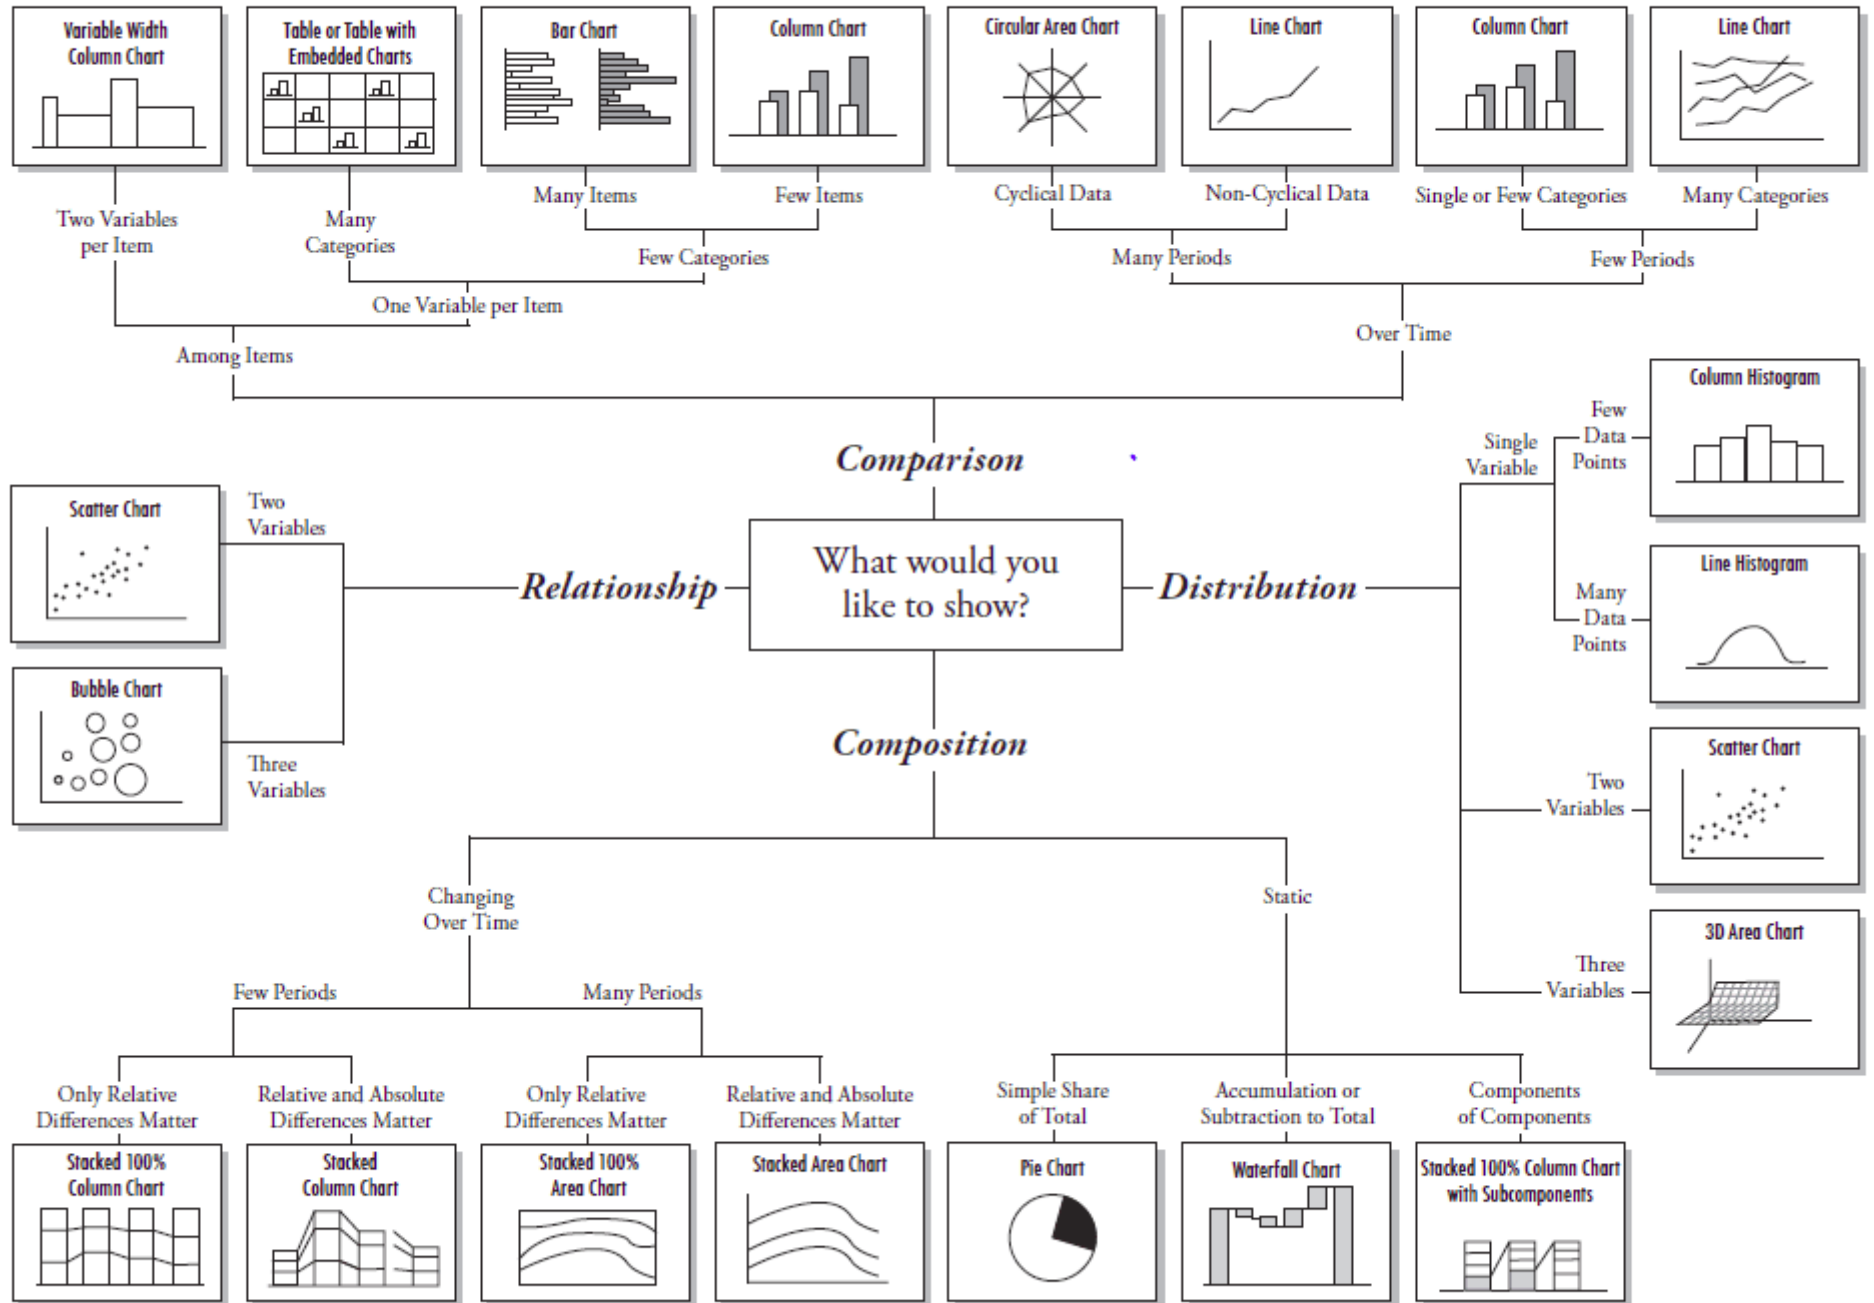 Variable Width
Column Chart
Table or Table with
Embedded Charts
Bar Chart
Column Chart
Circular Area Chart
Line Chart
Column Chart
Line Chart
Two Variables
per Item
Many
Categories
Many Items
Few Items
Cyclical Data
Non-Cyclical Data
Single or Few Categories
Many Categories
Few Categories
Many Periods
Few Periods
One Variable per Item
Among Items
Over Time
Comparison
What would you
like to show?
Relationship
Two
Variables
Scatter Chart
Three
Variables
Bubble Chart
Distribution
Single
Variable
Few
Data
Points
Column Histogram
Many
Data
Points
Line Histogram
Two
Variables
Scatter Chart
Three
Variables
3D Area Chart
Composition
Changing
Over Time
Static
Few Periods
Many Periods
Only Relative
Differences Matter
Relative and Absolute
Differences Matter
Only Relative
Differences Matter
Relative and Absolute
Differences Matter
Simple Share
of Total
Accumulation or
Subtraction to Total
Components
of Components
Stacked 100%
Column Chart
Stacked
Column Chart
Stacked 100%
Area Chart
Stacked Area Chart
Pie Chart
Waterfall Chart
Stacked 100% Column Chart
with Subcomponents